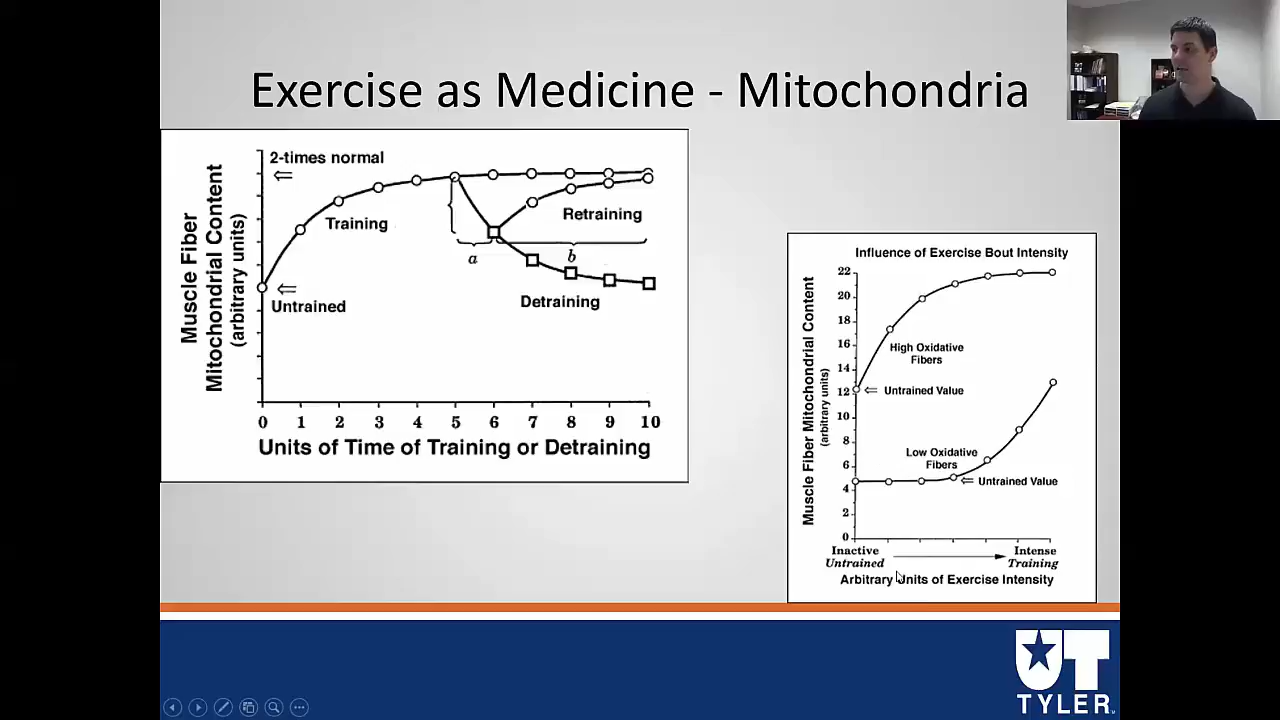 Exercise as Medicine - Mitochondria
2-times normal
⇐
Training
Retraining
a
b
Detraining
⇐
Untrained
Muscle Fiber
Mitochondrial Content
(arbitrary units)
0 1 2 3 4 5 6 7 8 9 10
Units of Time of Training or Detraining
Influence of Exercise Bout Intensity
22
20
18
16
14
12
10
8
6
4
2
0
Muscle Fiber Mitochondrial Content
(arbitrary units)
High Oxidative
Fibers
⇐ Untrained Value
Low Oxidative
Fibers
⇐ Untrained Value
Inactive
Untrained
Intense
Training
Arbitrary Units of Exercise Intensity
UT
TYLER